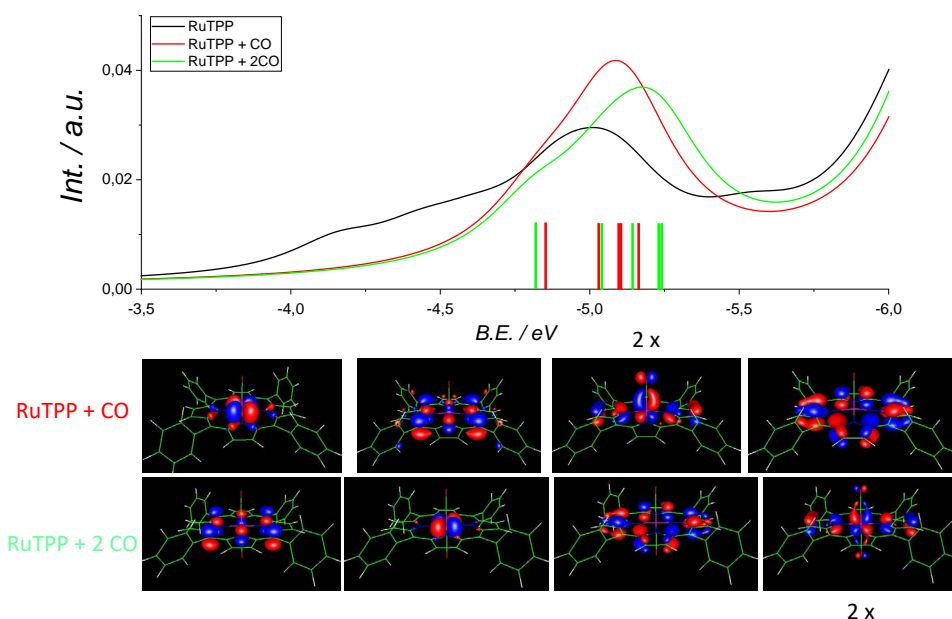 RuTPP
RuTPP + CO
RuTPP + 2CO
Int. / a.u.
0,04
0,02
0,00
-3,5 -4,0 -4,5 -5,0 -5,5 -6,0
B.E. / eV
2 x
RuTPP + CO
RuTPP + 2 CO
2 x